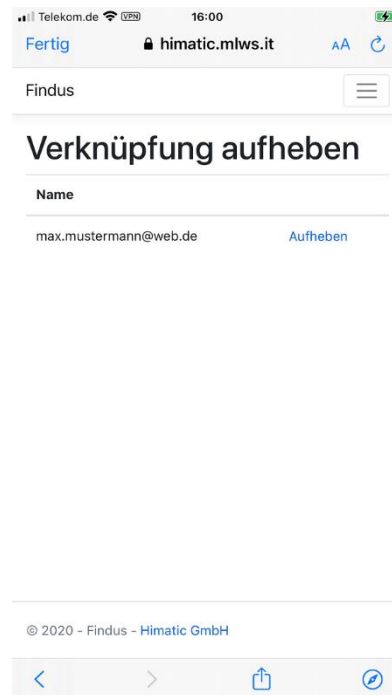 Telekom.de VPN 16:00
Fertig himatic.mlws.it AA
Findus
Verknüpfung aufheben
Name
max.mustermann@web.de Aufheben
© 2020 - Findus - Himatic GmbH